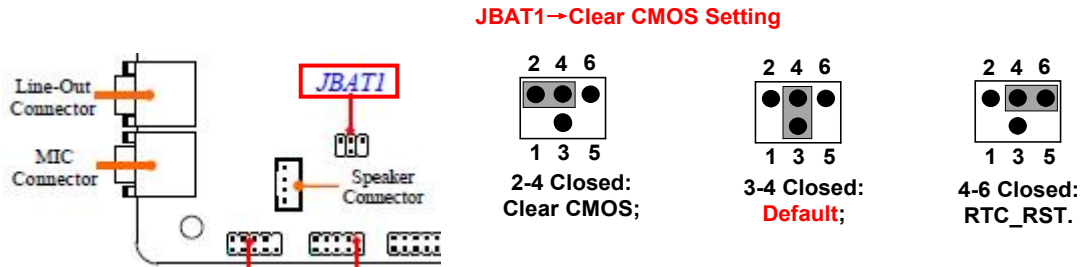 JBAT1→Clear CMOS Setting
Line-Out
Connector
MIC
Connector
JBAT1
Speaker
Connector
2 4 6
1 3 5
2-4 Closed:
Clear CMOS;
2 4 6
1 3 5
3-4 Closed:
Default;
2 4 6
1 3 5
4-6 Closed:
RTC_RST.